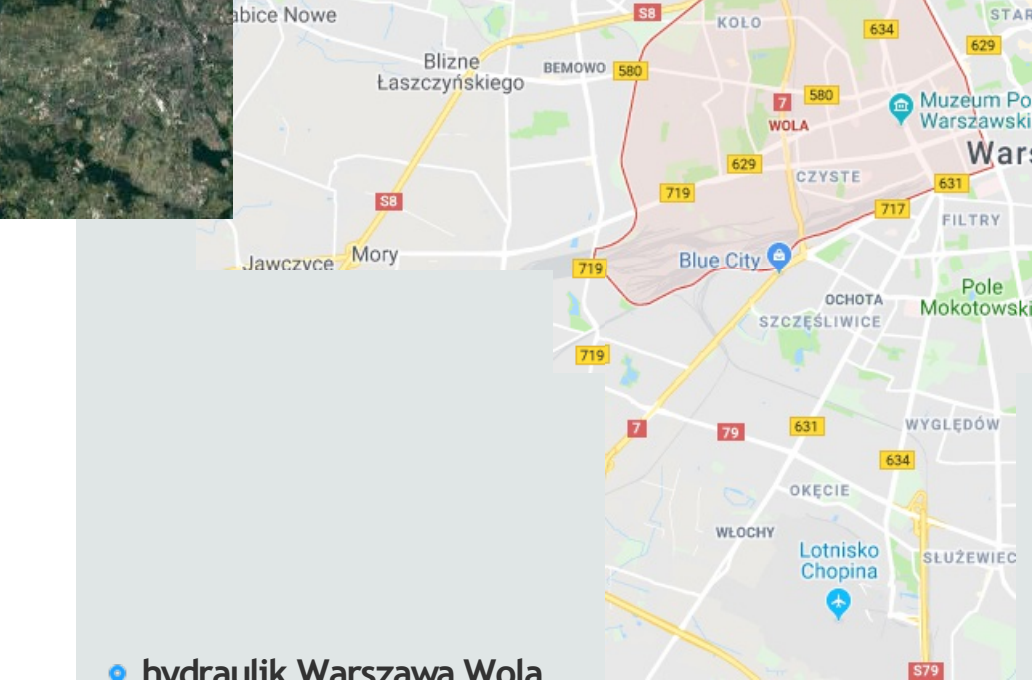 abice Nowe
S8
KOŁO
634
STAR
629
Blizne
Łaszczyńskiego
BEMOWO
580
7
580
WOLA
Muzeum Po
Warszawski
Wars
629
CZYSTE
631
719
717
S8
FILTRY
Jawczyce
Mory
719
Blue City
Pole
Mokotowski
OCHOTA
SZCZĘŚLIWICE
719
7
79
631
WYGLĘDÓW
634
OKĘCIE
WŁOCHY
Lotnisko
Chopina
SŁUŻEWIEC
S79
hydraulik Warszawa Wola